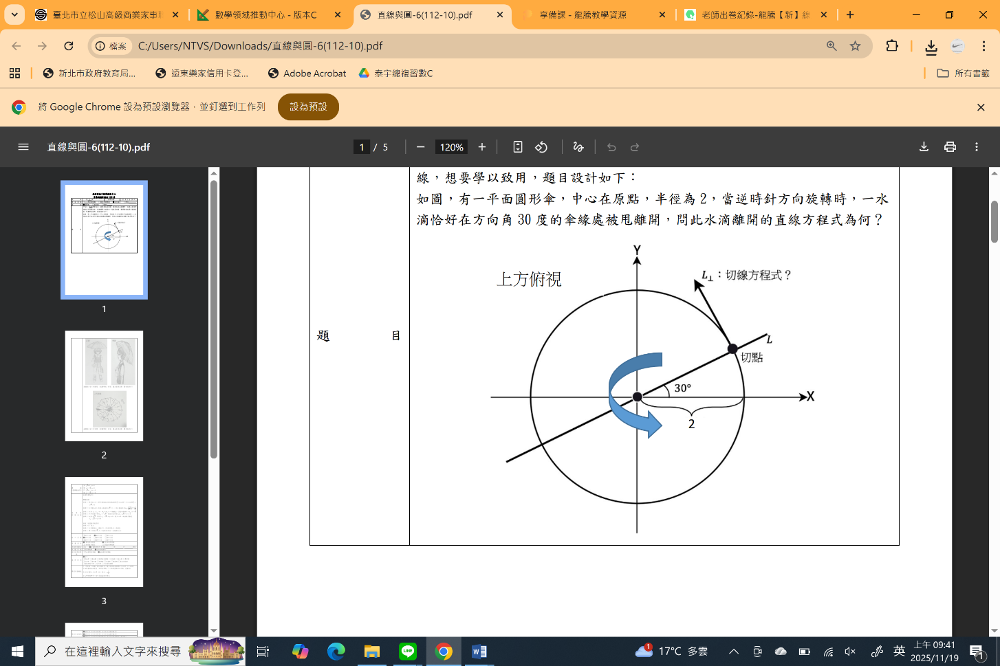 臺北市立松山高級商業家事職
數學領域推動中心 - 版本C
直線與圓-6(112-10).pdf
享備課 - 龍騰教學資源
老師出卷紀錄-龍騰【新】線
檔案
C:/Users/NTVS/Downloads/直線與圓-6(112-10).pdf
新北市政府教育局...
遠東樂家信用卡登...
Adobe Acrobat
泰宇總複習數C
所有書籤
將 Google Chrome 設為預設瀏覽器，並釘選到工作列
設為預設
直線與圓-6(112-10).pdf
1 / 5
120%
線，想要學以致用，題目設計如下：
如圖，有一平面圓形傘，中心在原點，半徑為 2，當逆時針方向旋轉時，一水
滴恰好在方向角 30 度的傘緣處被甩離開，問此水滴離開的直線方程式為何？
題 目
上方俯視
Y
L⊥：切線方程式？
L
切點
30°
X
2
1
2
3
在這裡輸入文字來搜尋
LINE
1
17°C 多雲
英
上午 09:41
2025/11/19
1